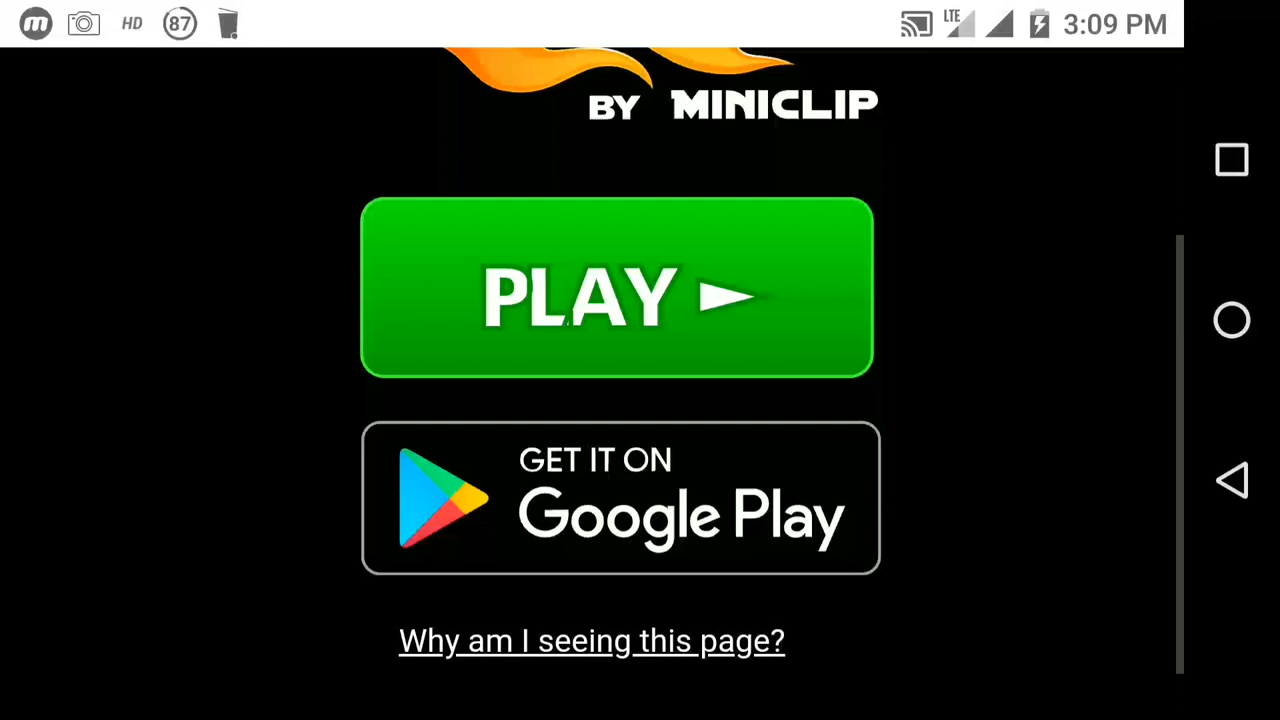 m HD 87 LTE 3:09 PM
BY MINICLIP
PLAY
GET IT ON
Google Play
Why am I seeing this page?